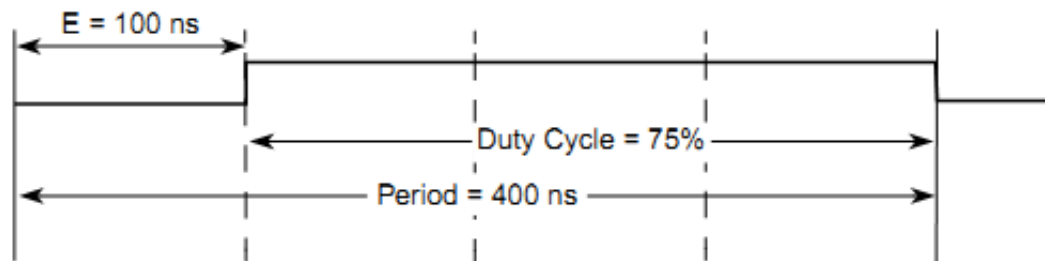 E = 100 ns
Duty Cycle = 75%
Period = 400 ns